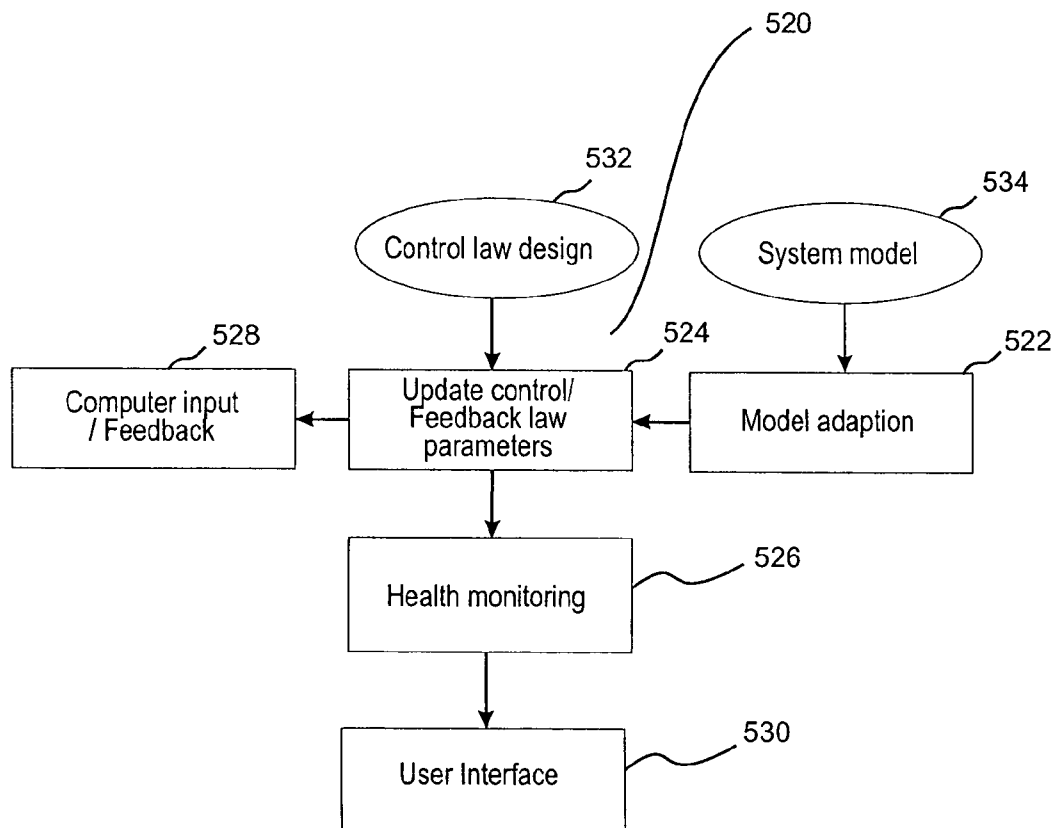 520
532
534
Control law design
System model
528
524
522
Computer input
/ Feedback
Update control/
Feedback law
parameters
Model adaption
526
Health monitoring
530
User Interface